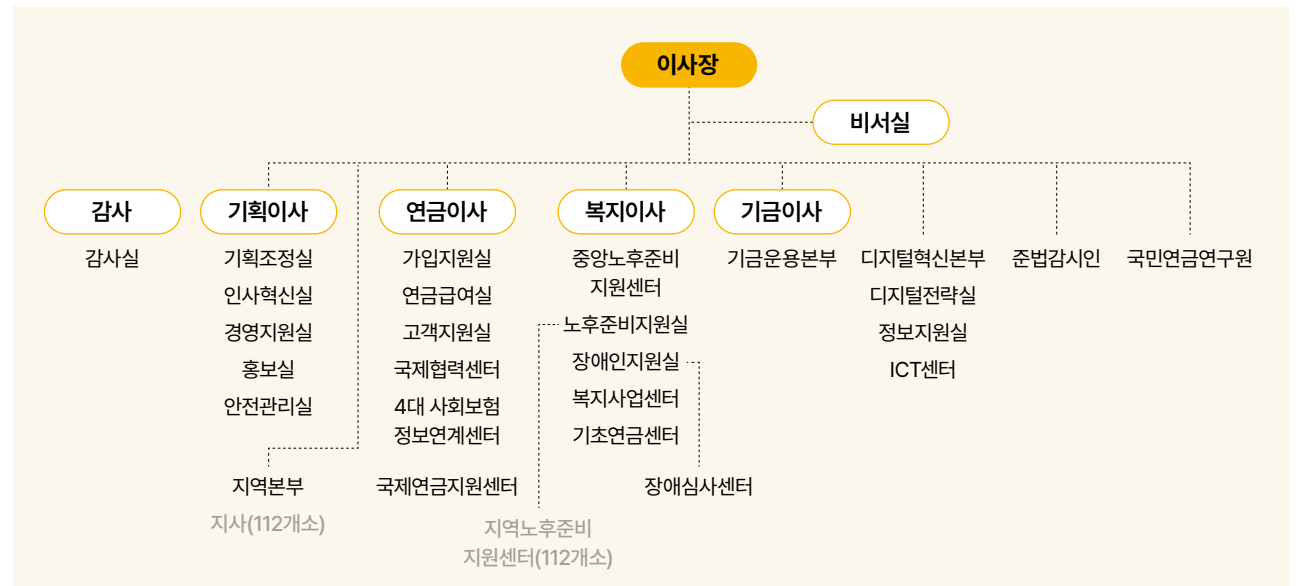 이사장
비서실
감사
감사실
기획이사
기획조정실
인사혁신실
경영지원실
홍보실
안전관리실
지역본부
지사(112개소)
연금이사
가입지원실
연금급여실
고객지원실
국제협력센터
4대 사회보험
정보연계센터
국제연금지원센터
복지이사
중앙노후준비
지원센터
노후준비지원실
장애인지원실
복지사업센터
기초연금센터
장애심사센터
지역노후준비
지원센터(112개소)
기금이사
기금운용본부
디지털혁신본부
디지털전략실
정보지원실
ICT센터
준법감시인
국민연금연구원